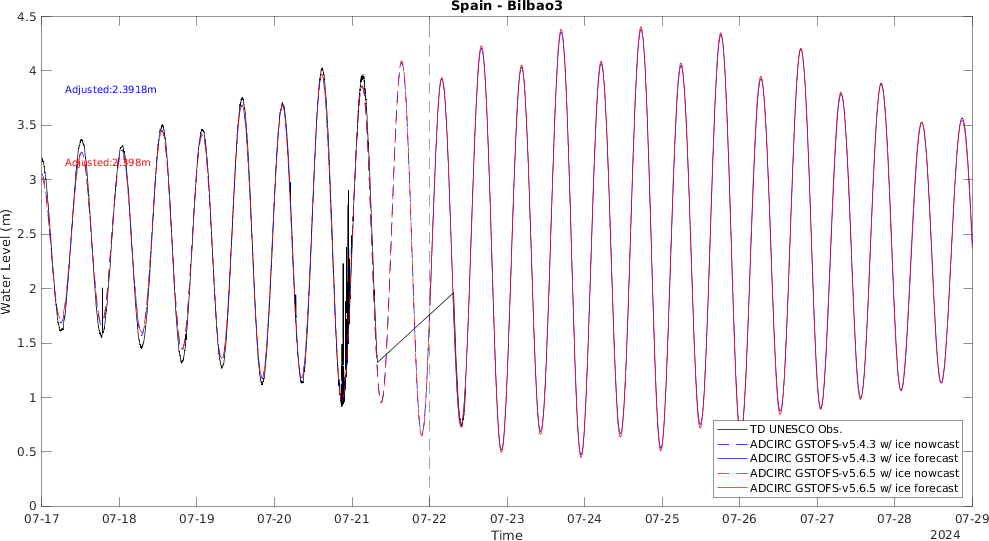 Spain - Bilbao3
4.5
4
3.5
3
2.5
2
1.5
1
0.5
0
Water Level (m)
Adjusted:2.3918m
Adjusted:2.398m
TD UNESCO Obs.
ADCIRC GSTOFS-v5.4.3 w/ ice nowcast
ADCIRC GSTOFS-v5.4.3 w/ ice forecast
ADCIRC GSTOFS-v5.6.5 w/ ice nowcast
ADCIRC GSTOFS-v5.6.5 w/ ice forecast
07-17 07-18 07-19 07-20 07-21 07-22 07-23 07-24 07-25 07-26 07-27 07-28 07-29
Time
2024